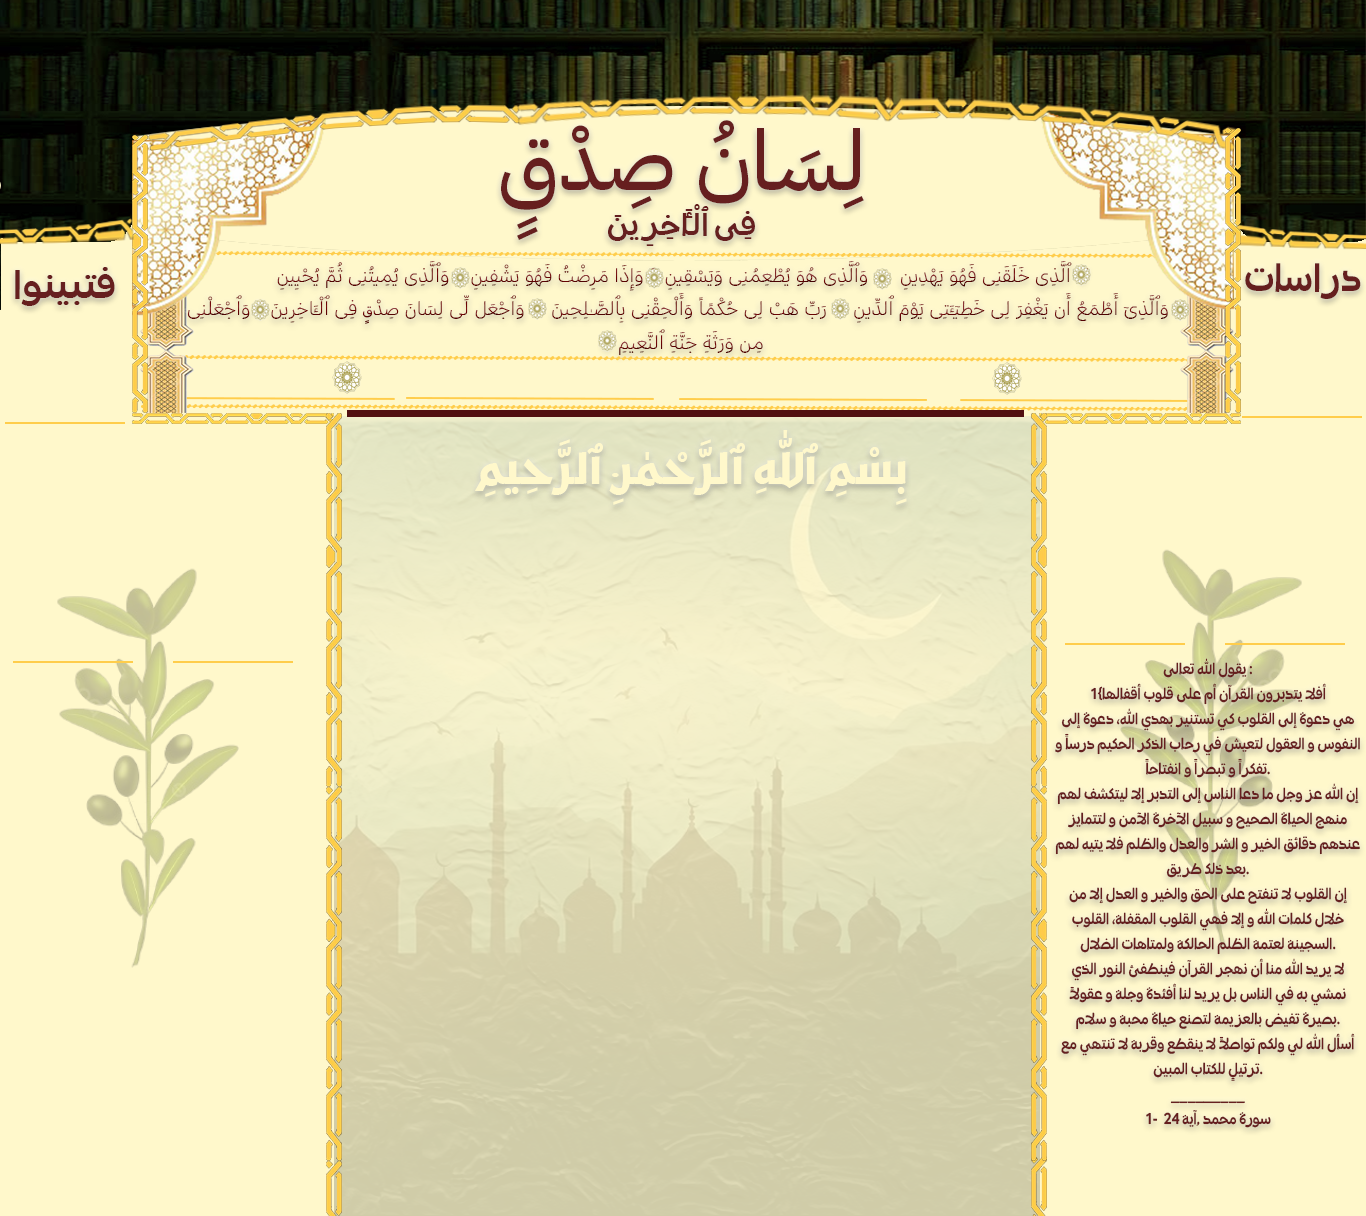 لِسَانُ صِدْقٍ
فِى ٱلْـَٔاخِرِينَ
دراسات
فتبينوا
ٱلَّذِى خَلَقَنِى فَهُوَ يَهْدِينِ وَٱلَّذِى هُوَ يُطْعِمُنِى وَيَسْقِينِ وَإِذَا مَرِضْتُ فَهُوَ يَشْفِينِ وَٱلَّذِى يُمِيتُنِى ثُمَّ يُحْيِينِ
وَٱلَّذِىٓ أَطْمَعُ أَن يَغْفِرَ لِى خَطِيٓـَٔتِى يَوْمَ ٱلدِّينِ رَبِّ هَبْ لِى حُكْمًا وَأَلْحِقْنِى بِٱلصَّـٰلِحِينَ وَٱجْعَل لِّى لِسَانَ صِدْقٍ فِى ٱلْـَٔاخِرِينَ وَٱجْعَلْنِى
مِن وَرَثَةِ جَنَّةِ ٱلنَّعِيمِ
بِسْمِ ٱللَّهِ ٱلرَّحْمَٰنِ ٱلرَّحِيمِ
يقول الله تعالى :
أفلا يتدبرون القرآن أم على قلوب أقفالها}1
هي دعوة إلى القلوب كي تستنير بهدي الله، دعوة إلى
النفوس و العقول لتعيش في رحاب الذكر الحكيم درساً و
تفكراً و تبصراً و انفتاحاً.
إن الله عز وجل ما دعا الناس إلى التدبر إلا ليتكشف لهم
منهج الحياة الصحيح و سبيل الآخرة الآمن و لتتمايز
عندهم دقائق الخير و الشر والعدل والظلم فلا يتيه لهم
بعد ذلك طريق.
إن القلوب لا تنفتح على الحق والخير و العدل إلا من
خلال كلمات الله و إلا فهي القلوب المقفلة، القلوب
السجينة لعتمة الظلم الحالكة ولمتاهات الضلال.
لا يريد الله منا أن نهجر القرآن فينطفئ النور الذي
نمشي به في الناس بل يريد لنا أفئدة وجلة و عقولاً
بصيرة تفيض بالعزيمة لتصنع حياة محبة و سلام.
أسأل الله لي ولكم تواصلاً لا ينقطع وقربة لا تنتهي مع
ترتيلٍ للكتاب المبين.
_________
1- سورة محمد ,آية 24